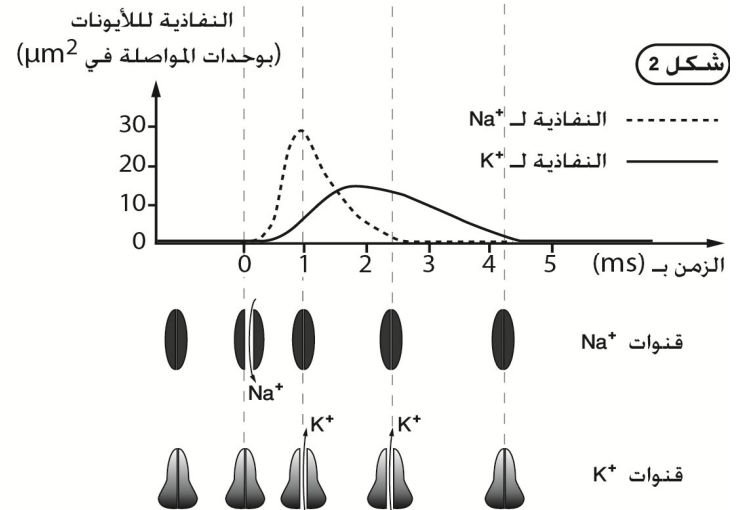 النفاذية لللأيونات
(بوحدات المواصلة في µm²)
شكل 2
النفاذية لـ Na⁺
النفاذية لـ K⁺
30
20
10
0
0 1 2 3 4 5
الزمن بـ (ms)
قنوات Na⁺
Na⁺
K⁺ K⁺
قنوات K⁺